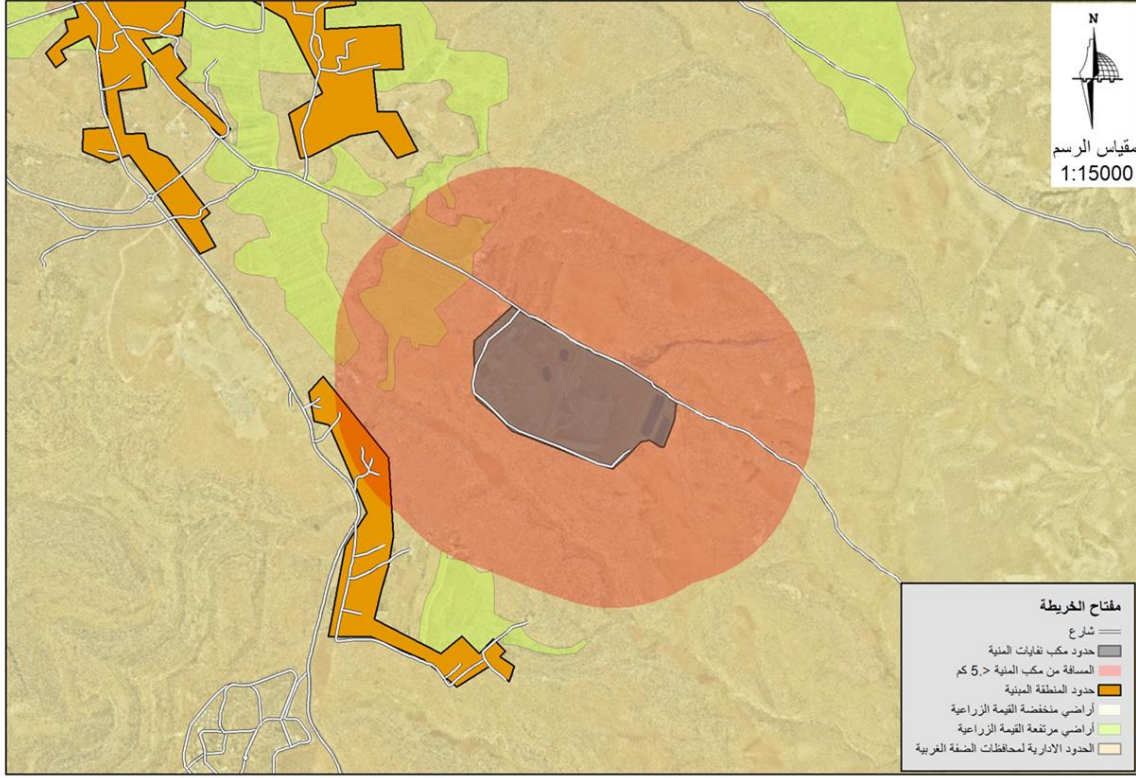 N
مقياس الرسم
1:15000
مفتاح الخريطة
شارع
حدود مكب نفايات المنية
المسافة من مكب المنية <.5 كم
حدود المنطقة المبنية
أراضي منخفضة القيمة الزراعية
أراضي مرتفعة القيمة الزراعية
الحدود الادارية لمحافظات الضفة الغربية